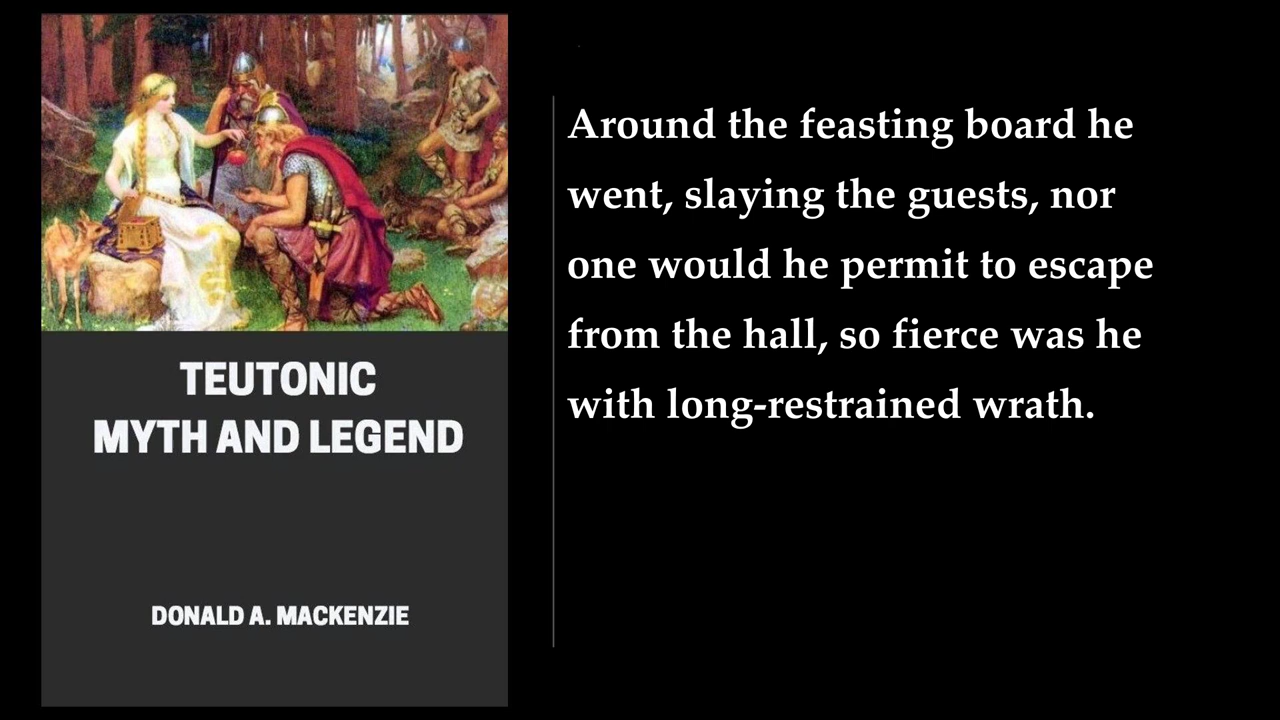 TEUTONIC
MYTH AND LEGEND
DONALD A. MACKENZIE
Around the feasting board he
went, slaying the guests, nor
one would he permit to escape
from the hall, so fierce was he
with long-restrained wrath.